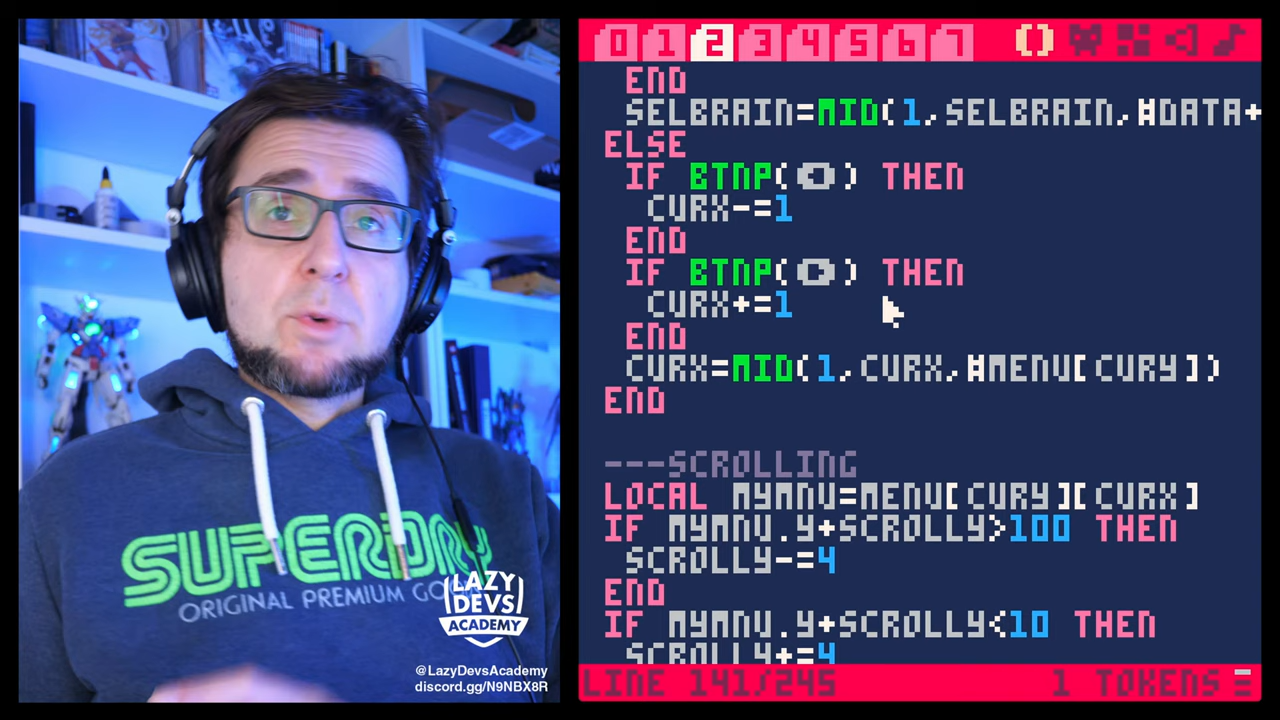 SUPERDRY
ORIGINAL PREMIUM GO
LAZY
DEVS
ACADEMY
@LazyDevsAcademy
discord.gg/N9NBX8R
0 1 2 3 4 5 6 7 ()
END
SELBRAIN=MID(1,SELBRAIN,#DATA+
ELSE
IF BTNP(⬅️) THEN
CURX-=1
END
IF BTNP(➡️) THEN
CURX+=1
END
CURX=MID(1,CURX,#MENU[CURY])
END
---SCROLLING
LOCAL MYMNU=MENU[CURY][CURX]
IF MYMNU.Y+SCROLLY>100 THEN
SCROLLY-=4
END
IF MYMNU.Y+SCROLLY<10 THEN
SCROLLY+=4
LINE 141/245
1 TOKENS